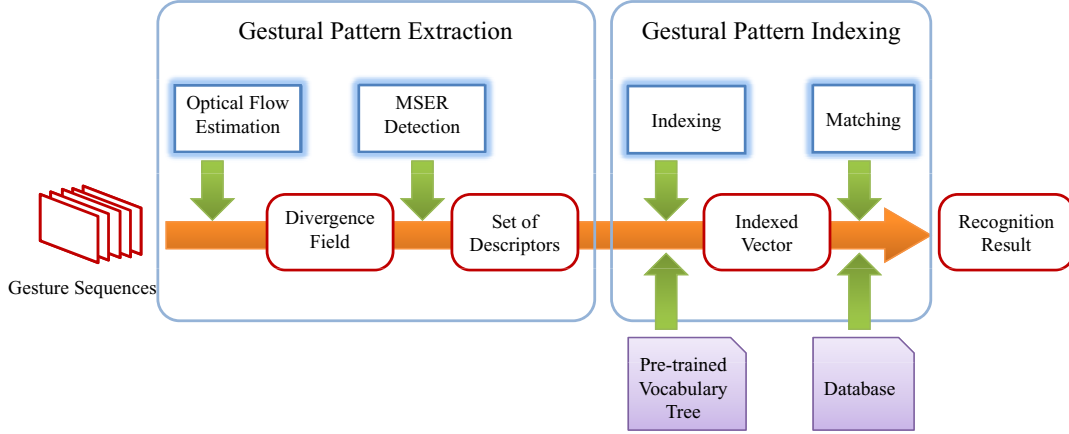 Gestural Pattern Extraction
Gestural Pattern Indexing
Optical Flow
Estimation
MSER
Detection
Indexing
Matching
Gesture Sequences
Divergence
Field
Set of
Descriptors
Indexed
Vector
Recognition
Result
Pre-trained
Vocabulary
Tree
Database